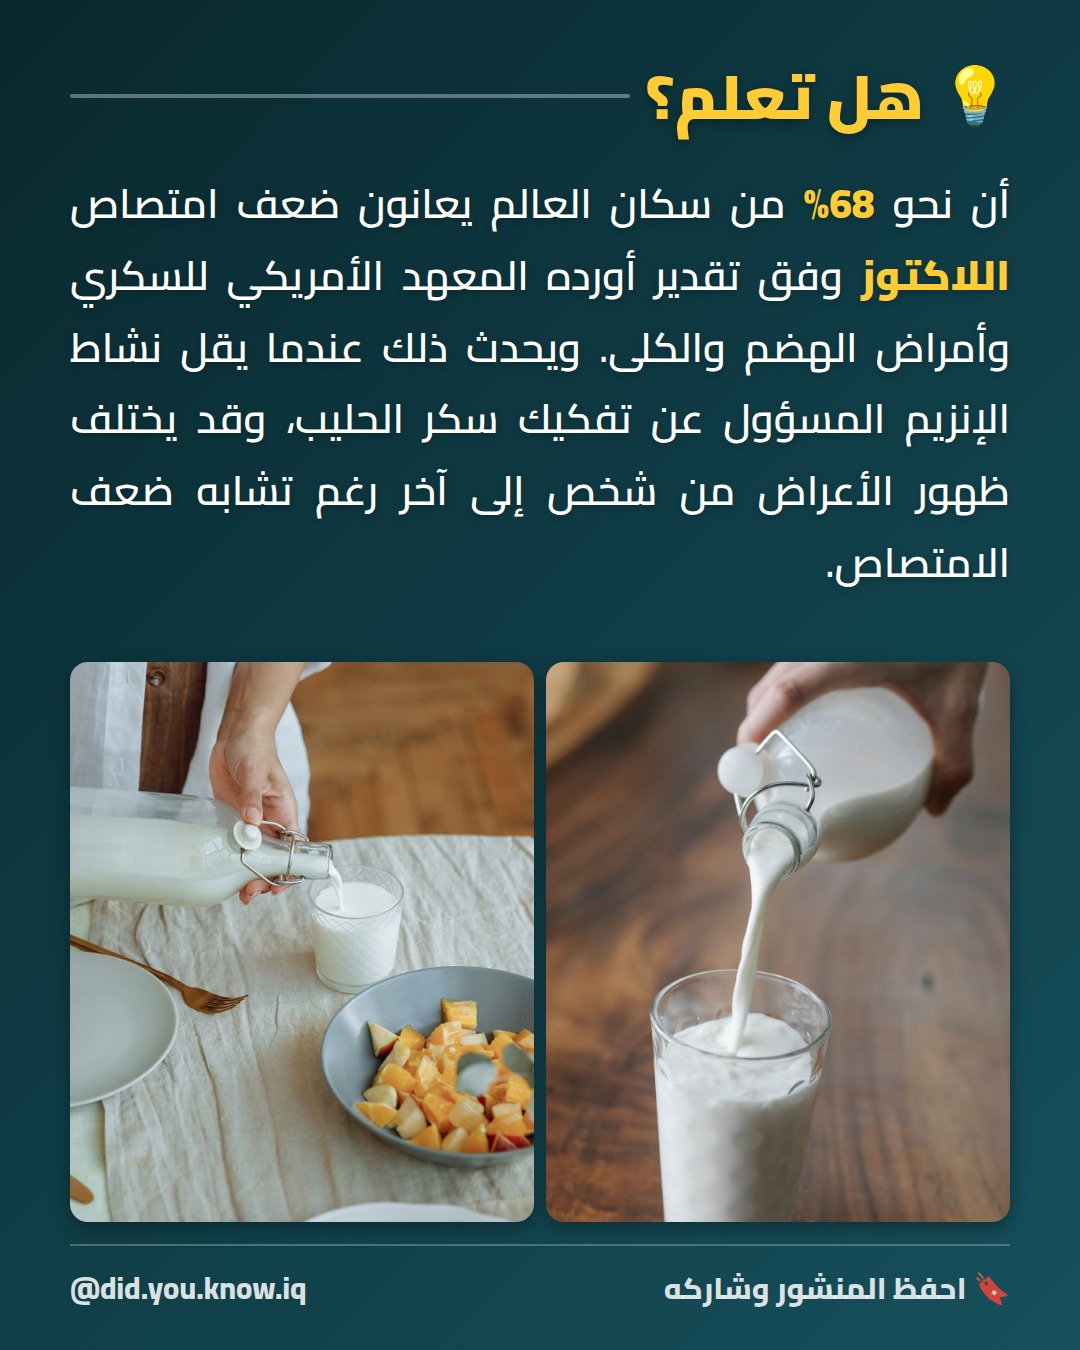 هل تعلم؟
أن نحو 68% من سكان العالم يعانون ضعف امتصاص
اللاكتوز وفق تقدير أورده المعهد الأمريكي للسكري
وأمراض الهضم والكلى. ويحدث ذلك عندما يقل نشاط
الإنزيم المسؤول عن تفكيك سكر الحليب، وقد يختلف
ظهور الأعراض من شخص إلى آخر رغم تشابه ضعف
الامتصاص.
احفظ المنشور وشاركه
@did.you.know.iq